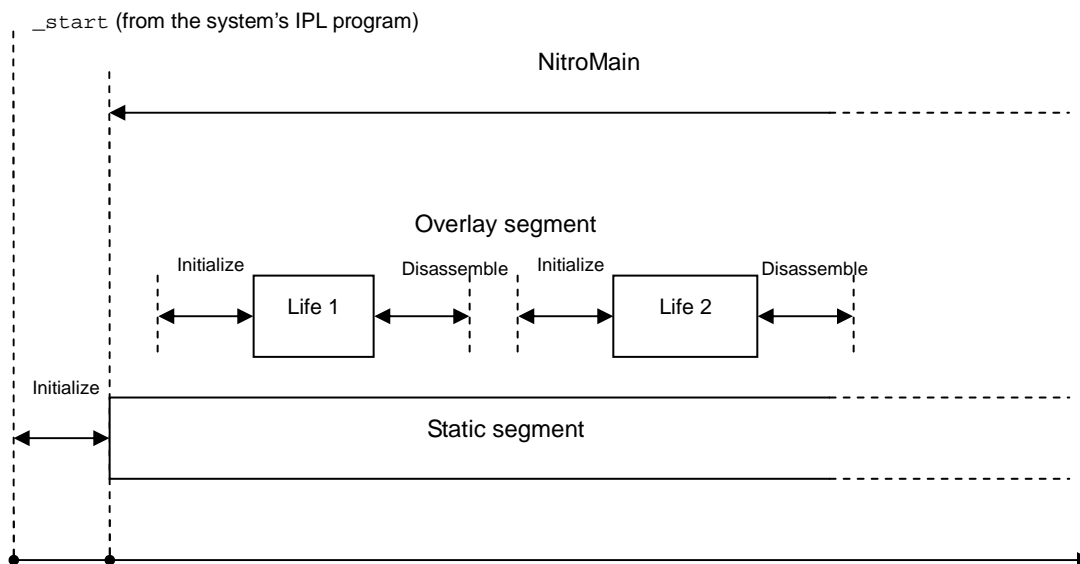 _start (from the system's IPL program)
NitroMain
Overlay segment
Initialize
Disassemble
Initialize
Disassemble
Life 1
Life 2
Initialize
Static segment